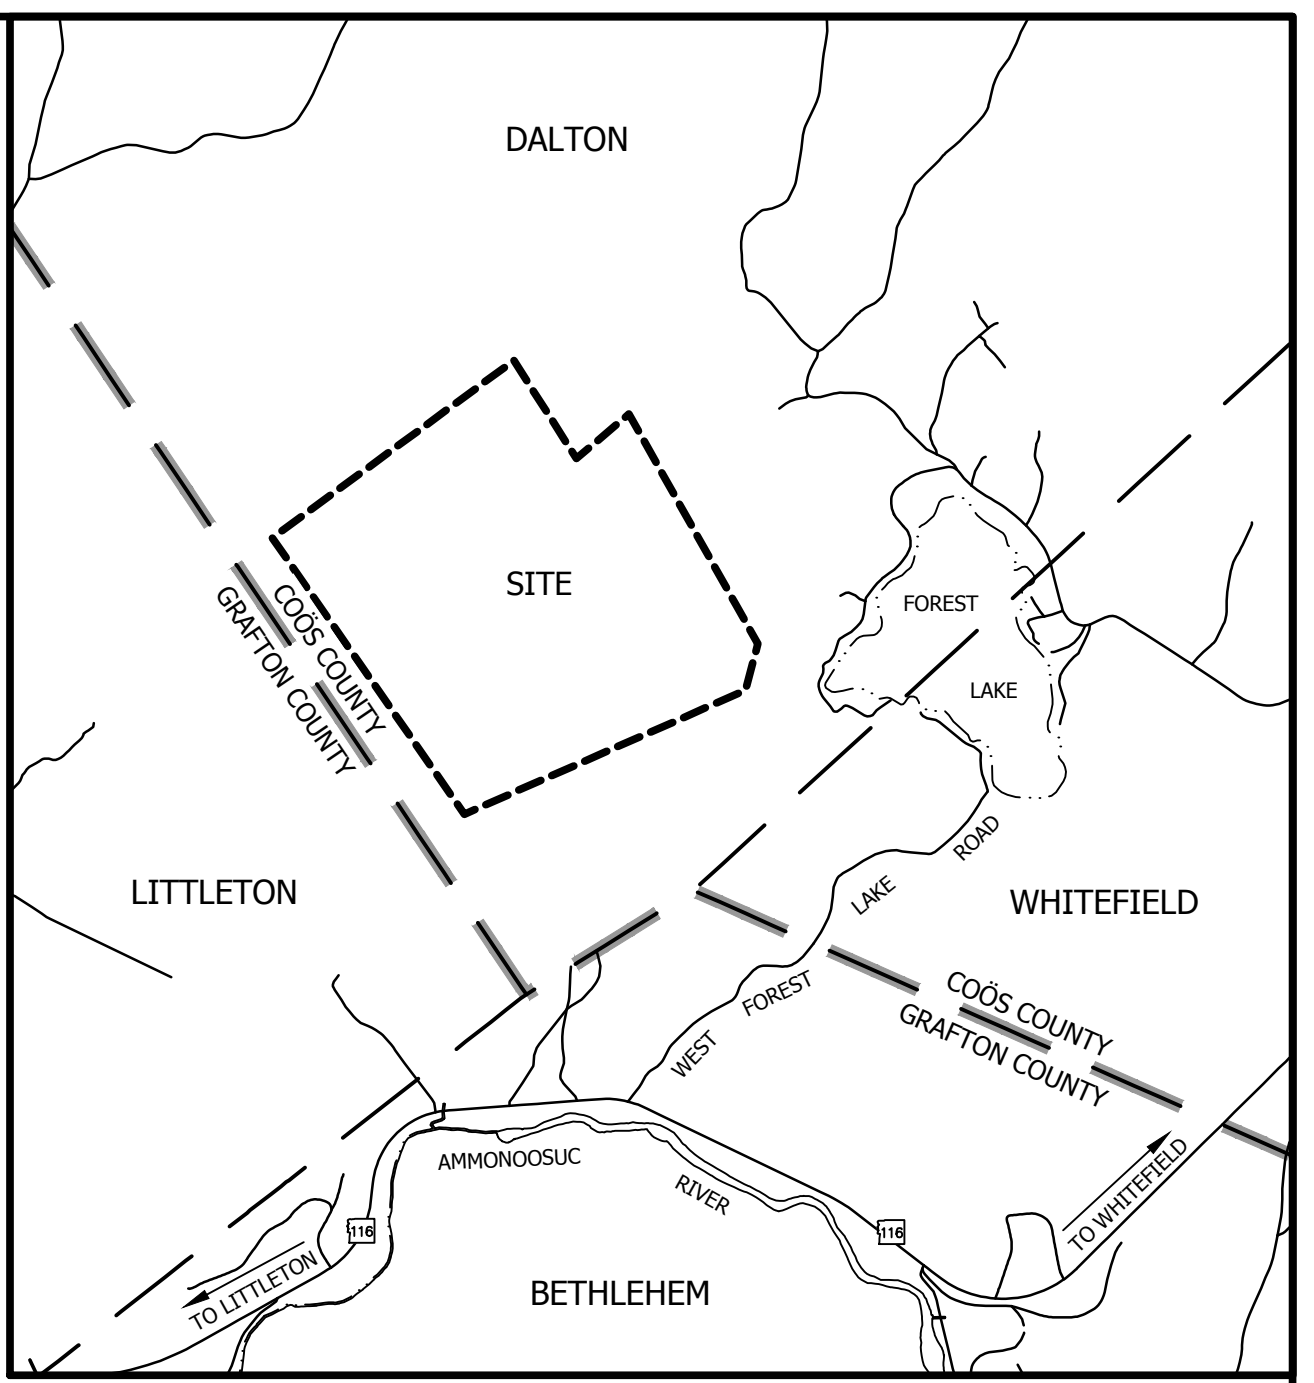 DALTON
SITE
FOREST
LAKE
COÖS COUNTY
GRAFTON COUNTY
LITTLETON
WHITEFIELD
WEST FOREST LAKE ROAD
COÖS COUNTY
GRAFTON COUNTY
AMMONOOSUC RIVER
116
116
TO WHITEFIELD
TO LITTLETON
BETHLEHEM